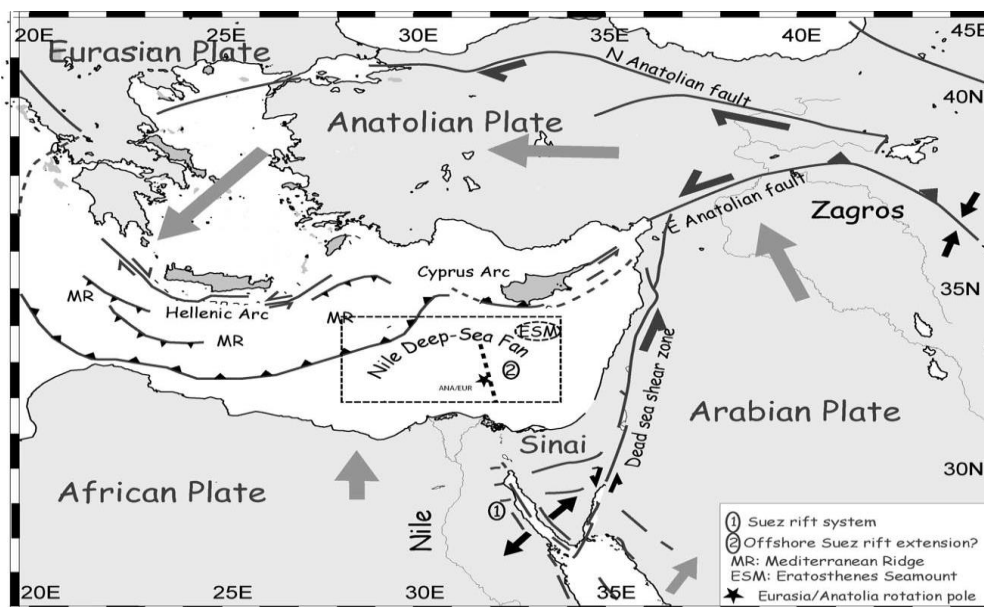 20E 25E 30E 35E 40E 45E
Eurasian Plate
N Anatolian fault
40N
Anatolian Plate
E Anatolian fault
Zagros
Cyprus Arc
35N
MR
Hellenic Arc
MR
MR
ESM
Nile Deep-Sea Fan
2
ANA/EUR
Dead sea shear zone
Arabian Plate
Sinai
30N
African Plate
1
Nile
1 Suez rift system
2 Offshore Suez rift extension?
MR: Mediterranean Ridge
ESM: Eratosthenes Seamount
Eurasia/Anatolia rotation pole
20E 25E 30E 35E